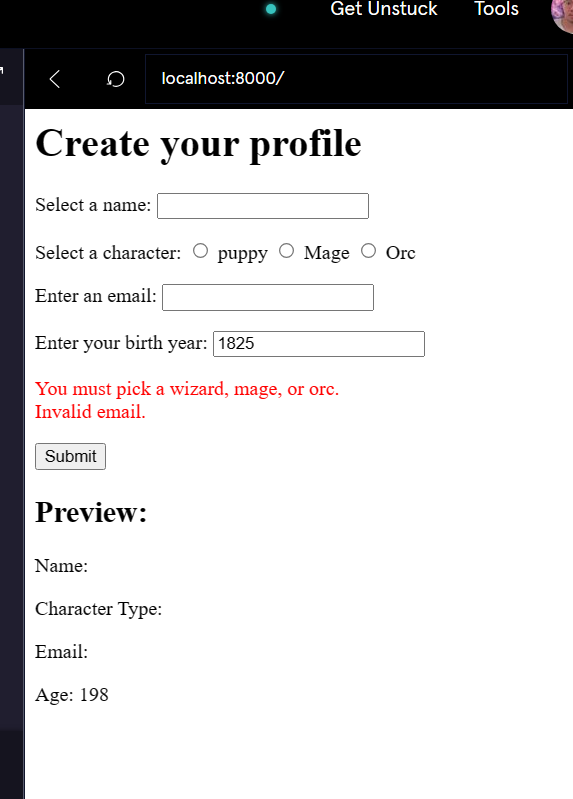 Get Unstuck Tools
localhost:8000/
Create your profile
Select a name:
Select a character: puppy Mage Orc
Enter an email:
Enter your birth year: 1825
You must pick a wizard, mage, or orc.
Invalid email.
Submit
Preview:
Name:
Character Type:
Email:
Age: 198